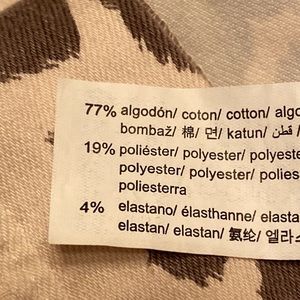 77% algodón/ coton/ cotton/ algo
bombaž/ 棉/ 면/ katun/ قطن /
19% poliéster/ polyester/ polyeste
polyester/ polyester/ polies
poliesterra
4% elastano/ élasthanne/ elasta
elastan/ elastan/ 氨纶/ 엘라스